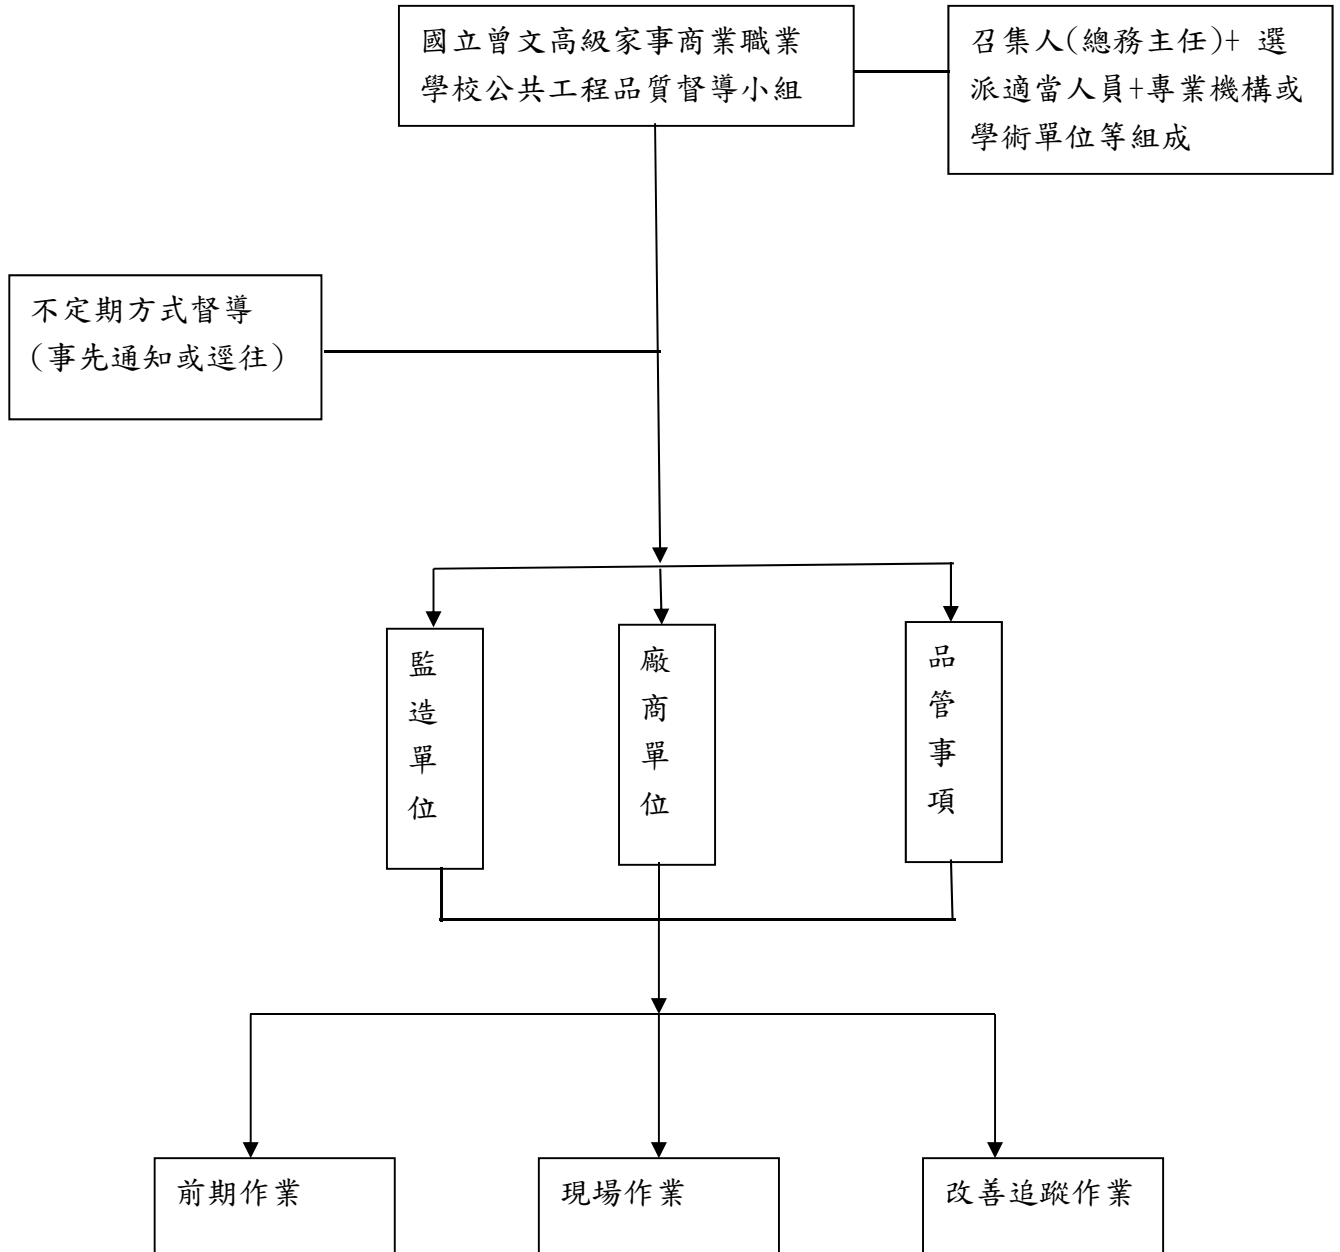 國立曾文高級家事商業職業
學校公共工程品質督導小組
召集人(總務主任)+ 選
派適當人員+專業機構或
學術單位等組成
不定期方式督導
(事先通知或逕往)
監造單位
廠商單位
品管事項
前期作業
現場作業
改善追蹤作業